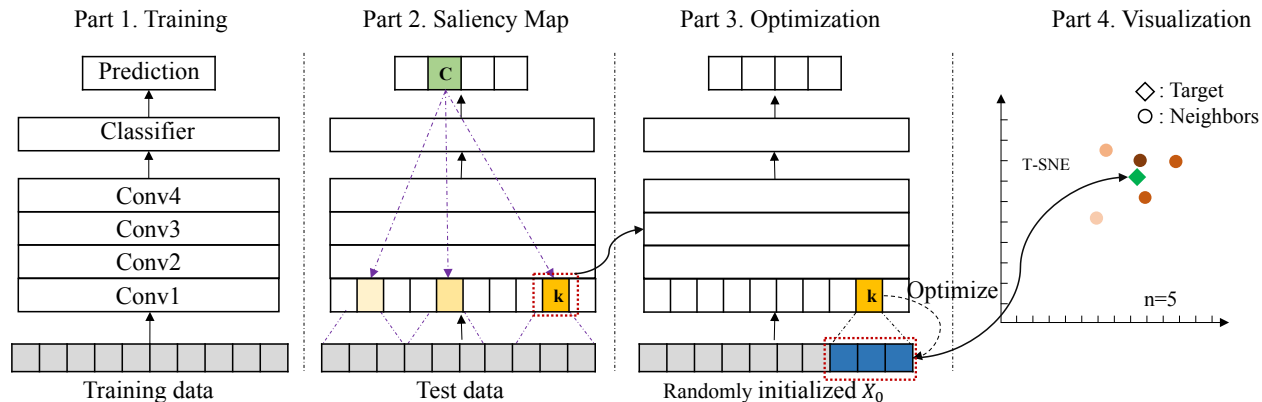 Part 1. Training
Part 2. Saliency Map
Part 3. Optimization
Part 4. Visualization
Prediction
Classifier
Conv4
Conv3
Conv2
Conv1
Training data
C
k
Test data
k
Optimize
Randomly initialized X₀
: Target
: Neighbors
T-SNE
n=5